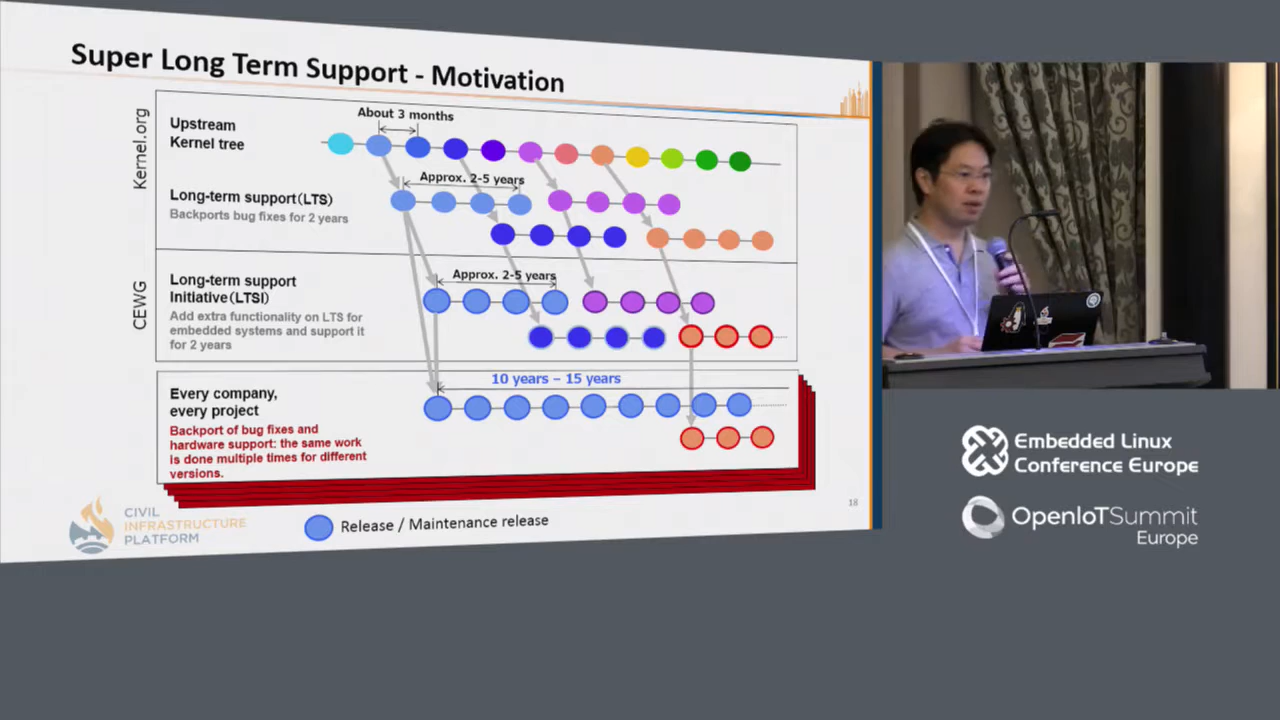 Super Long Term Support - Motivation
Kernel.org
About 3 months
Upstream
Kernel tree
Approx. 2-5 years
Long-term support(LTS)
Backports bug fixes for 2 years
CEWG
Approx. 2-5 years
Long-term support
Initiative(LTSI)
Add extra functionality on LTS for
embedded systems and support it
for 2 years
10 years – 15 years
Every company,
every project
Backport of bug fixes and
hardware support: the same work
is done multiple times for different
versions.
CIVIL
INFRASTRUCTURE
PLATFORM
Release / Maintenance release
18
Embedded Linux
Conference Europe
OpenIoTSummit
Europe